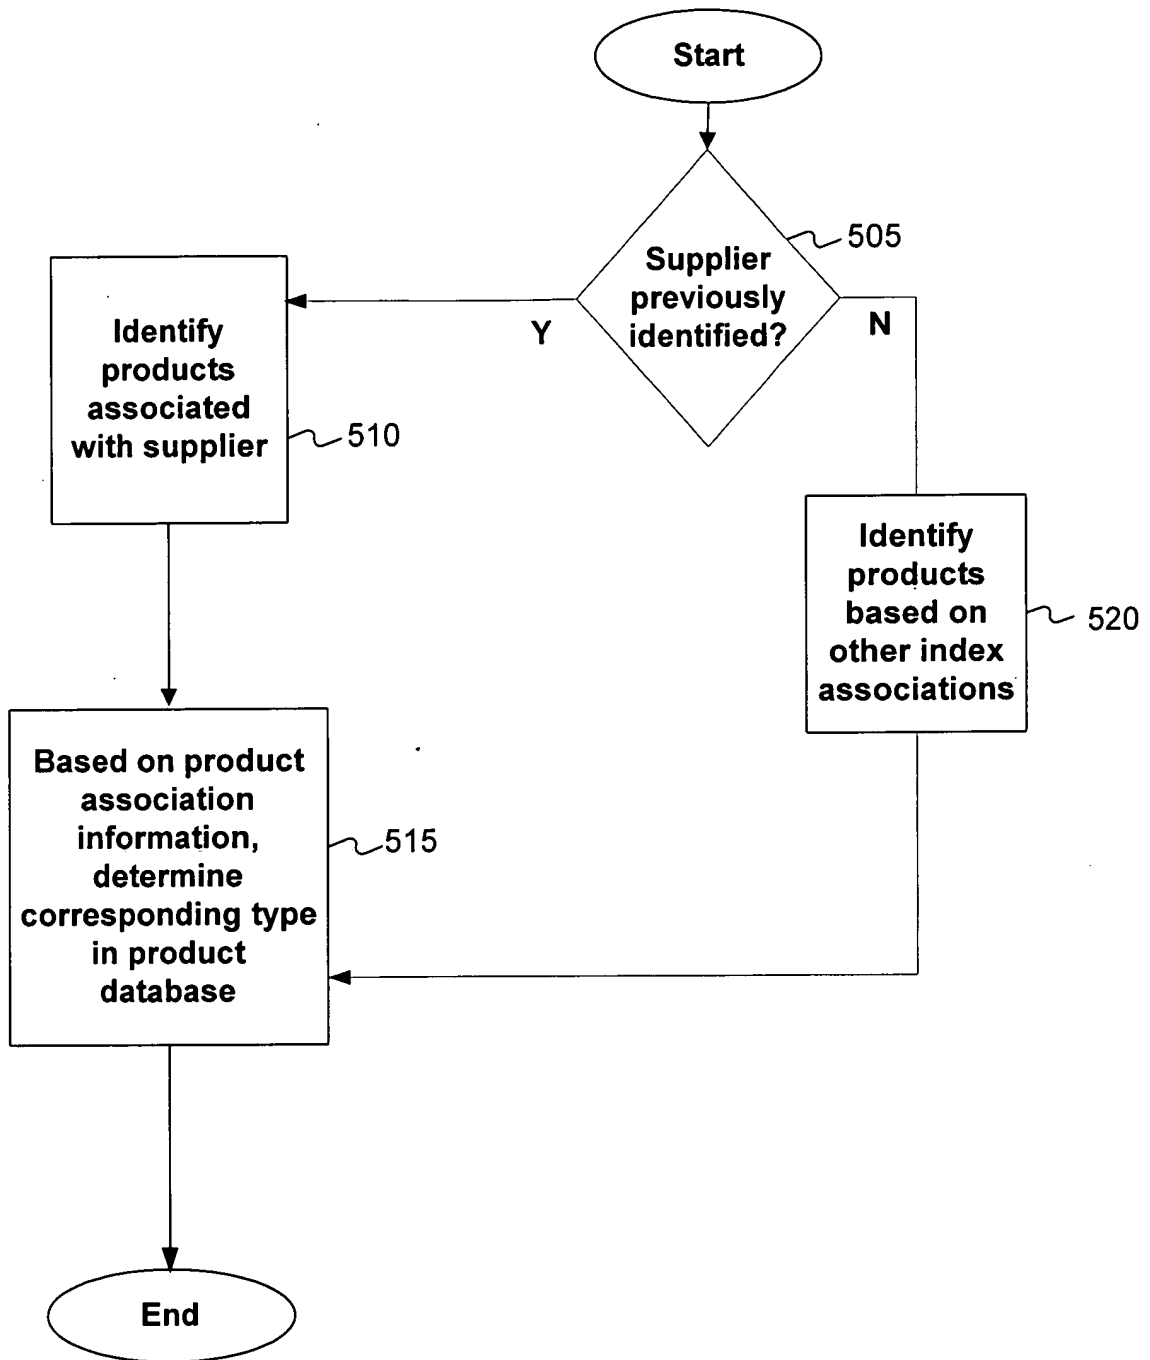 Start
Supplier
previously
identified?
505
Y
N
Identify
products
associated
with supplier
510
Identify
products
based on
other index
associations
520
Based on product
association
information,
determine
corresponding type
in product
database
515
End